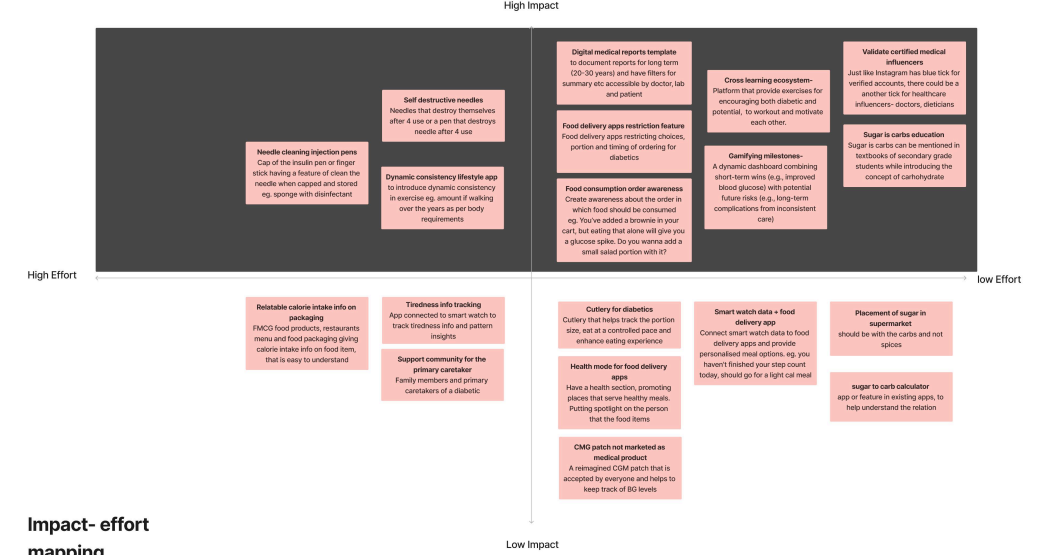 High Impact
Digital medical reports template
to document reports for long term
(20-30 years) and have filters for
summary etc accessible by doctor, lab
and patient
Validate certified medical
influencers
Just like Instagram has blue tick for
verified accounts, there could be a
another tick for healthcare
influencers- doctors, dieticians
Cross learning ecosystem-
Platform that provide exercises for
encouraging both diabetic and
potential, to workout and motivate
each other.
Self destructive needles
Needles that destroy themselves
after 4 use or a pen that destroys
needle after 4 use
Food delivery apps restriction feature
Food delivery apps restricting choices,
portion and timing of ordering for
diabetics
Sugar is carbs education
Sugar is carbs can be mentioned in
textbooks of secondary grade
students while introducing the
concept of carbohydrate
Needle cleaning injection pens
Cap of the insulin pen or finger
stick having a feature of clean the
needle when capped and stored
eg. sponge with disinfectant
Gamifying milestones-
A dynamic dashboard combining
short-term wins (e.g., improved
blood glucose) with potential
future risks (e.g., long-term
complications from inconsistent
care)
Dynamic consistency lifestyle app
to introduce dynamic consistency
in exercise eg. amount if walking
over the years as per body
requirements
Food consumption order awareness
Create awareness about the order in
which food should be consumed
eg. You've added a brownie in your
cart, but eating that alone will give you
a glucose spike. Do you wanna add a
small salad portion with it?
High Effort
low Effort
Relatable calorie intake info on
packaging
FMCG food products, restaurants
menu and food packaging giving
calorie intake info on food item,
that is easy to understand
Tiredness info tracking
App connected to smart watch to
track tiredness info and pattern
insights
Support community for the
primary caretaker
Family members and primary
caretakers of a diabetic
Cutlery for diabetics
Cutlery that helps track the portion
size, eat at a controlled pace and
enhance eating experience
Smart watch data + food
delivery app
Connect smart watch data to food
delivery apps and provide
personalised meal options. eg. you
haven't finished your step count
today, should go for a light cal meal
Placement of sugar in
supermarket
should be with the carbs and not
spices
Health mode for food delivery
apps
Have a health section, promoting
places that serve healthy meals.
Putting spotlight on the person
that the food items
sugar to carb calculator
app or feature in existing apps, to
help understand the relation
CMG patch not marketed as
medical product
A reimagined CGM patch that is
accepted by everyone and helps to
keep track of BG levels
Impact- effort
mapping
Low Impact